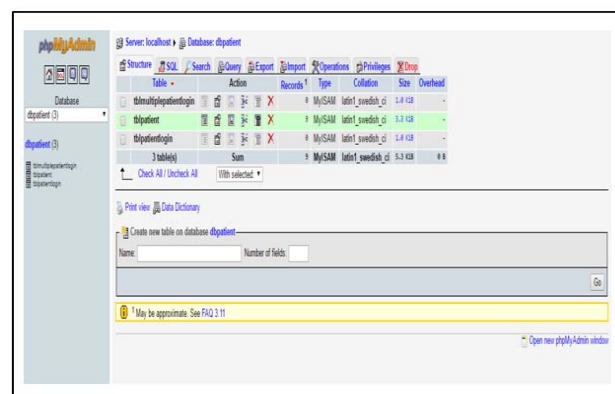 phpMyAdmin
Database
dbpatient (3)
dbpatient (3)
tblmultiplepatientlogin
tblpatient
tblpatientlogin
Server: localhost Database: dbpatient
Structure SQL Search Query Export Import Operations Privileges Drop
Table Action Records 1 Type Collation Size Overhead
tblmultiplepatientlogin 0 MyISAM latin1_swedish_ci 1.0 KiB -
tblpatient 9 MyISAM latin1_swedish_ci 3.3 KiB -
tblpatientlogin 0 MyISAM latin1_swedish_ci 1.0 KiB -
3 table(s) Sum 9 MyISAM latin1_swedish_ci 5.3 KiB 0 B
Check All / Uncheck All With selected:
Print view Data Dictionary
Create new table on database dbpatient
Name: Number of fields:
Go
1 May be approximate. See FAQ 3.11
Open new phpMyAdmin window